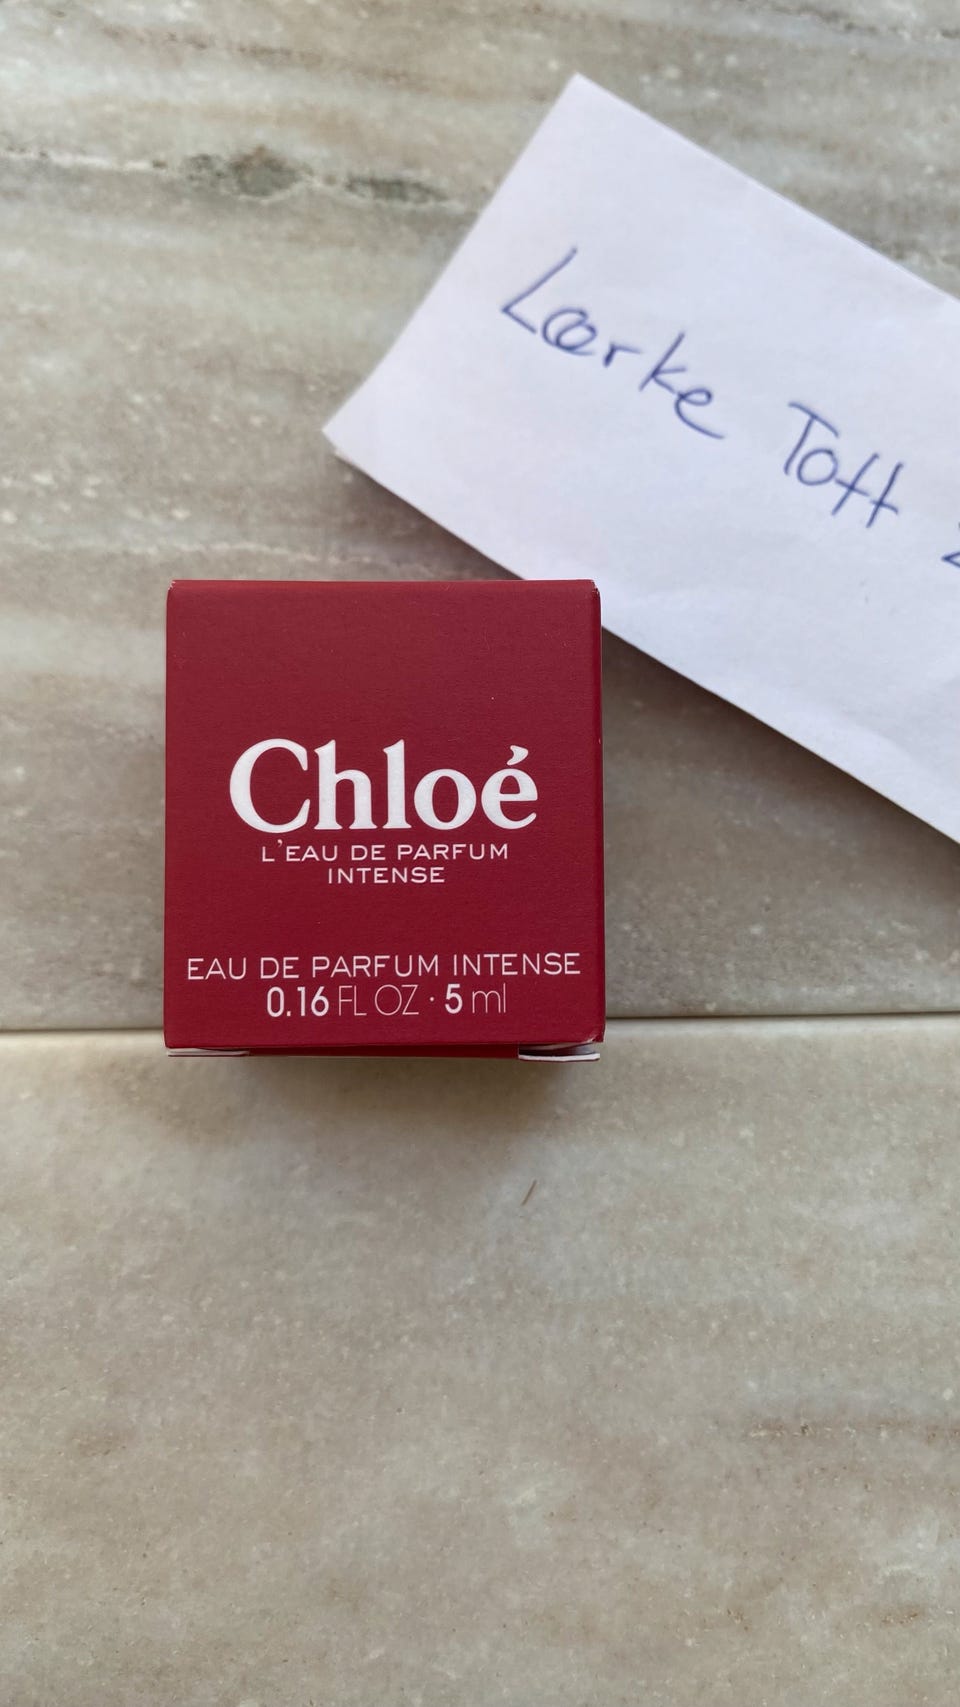 Lærke Toft
Chloé
L'EAU DE PARFUM
INTENSE
EAU DE PARFUM INTENSE
0.16 FL OZ · 5 ml